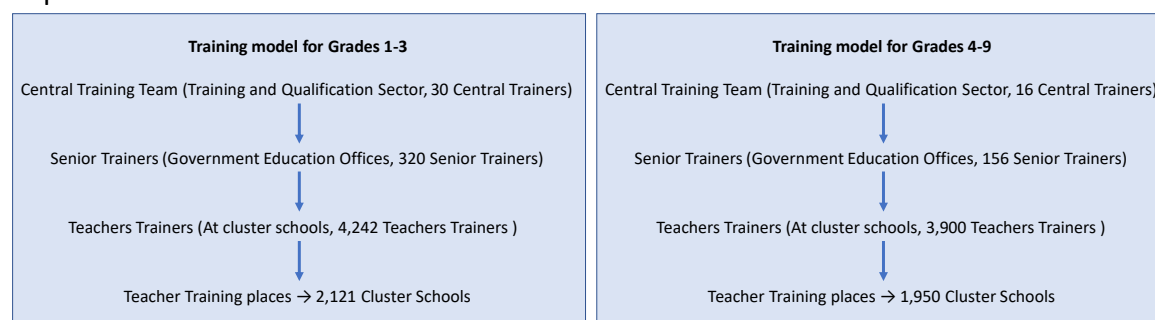 Training model for Grades 1-3
Central Training Team (Training and Qualification Sector, 30 Central Trainers)
Senior Trainers (Government Education Offices, 320 Senior Trainers)
Teachers Trainers (At cluster schools, 4,242 Teachers Trainers )
Teacher Training places → 2,121 Cluster Schools
Training model for Grades 4-9
Central Training Team (Training and Qualification Sector, 16 Central Trainers)
Senior Trainers (Government Education Offices, 156 Senior Trainers)
Teachers Trainers (At cluster schools, 3,900 Teachers Trainers )
Teacher Training places → 1,950 Cluster Schools